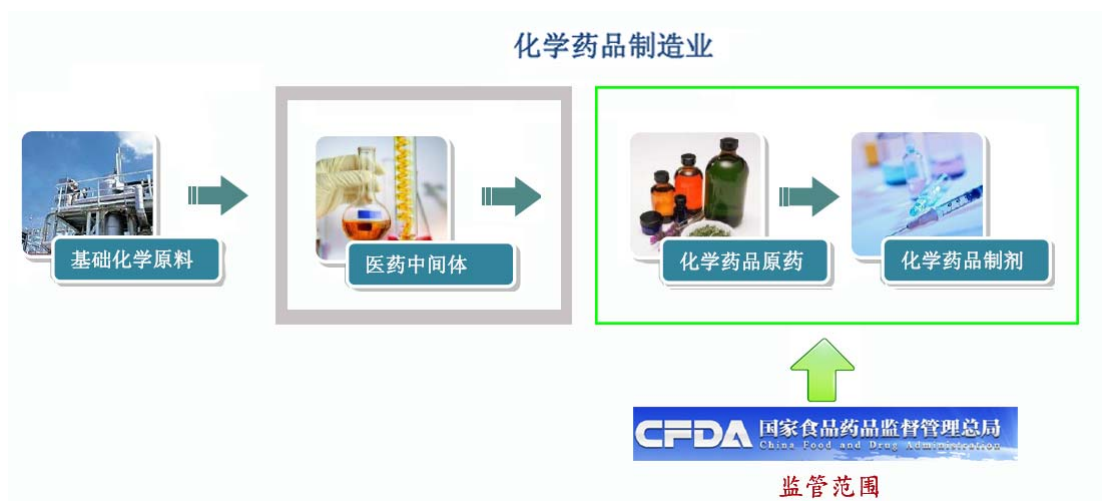 化学药品制造业
基础化学原料
医药中间体
化学药品原药
化学药品制剂
CFDA 国家食品药品监督管理总局
China Food and Drug Administration
监管范围